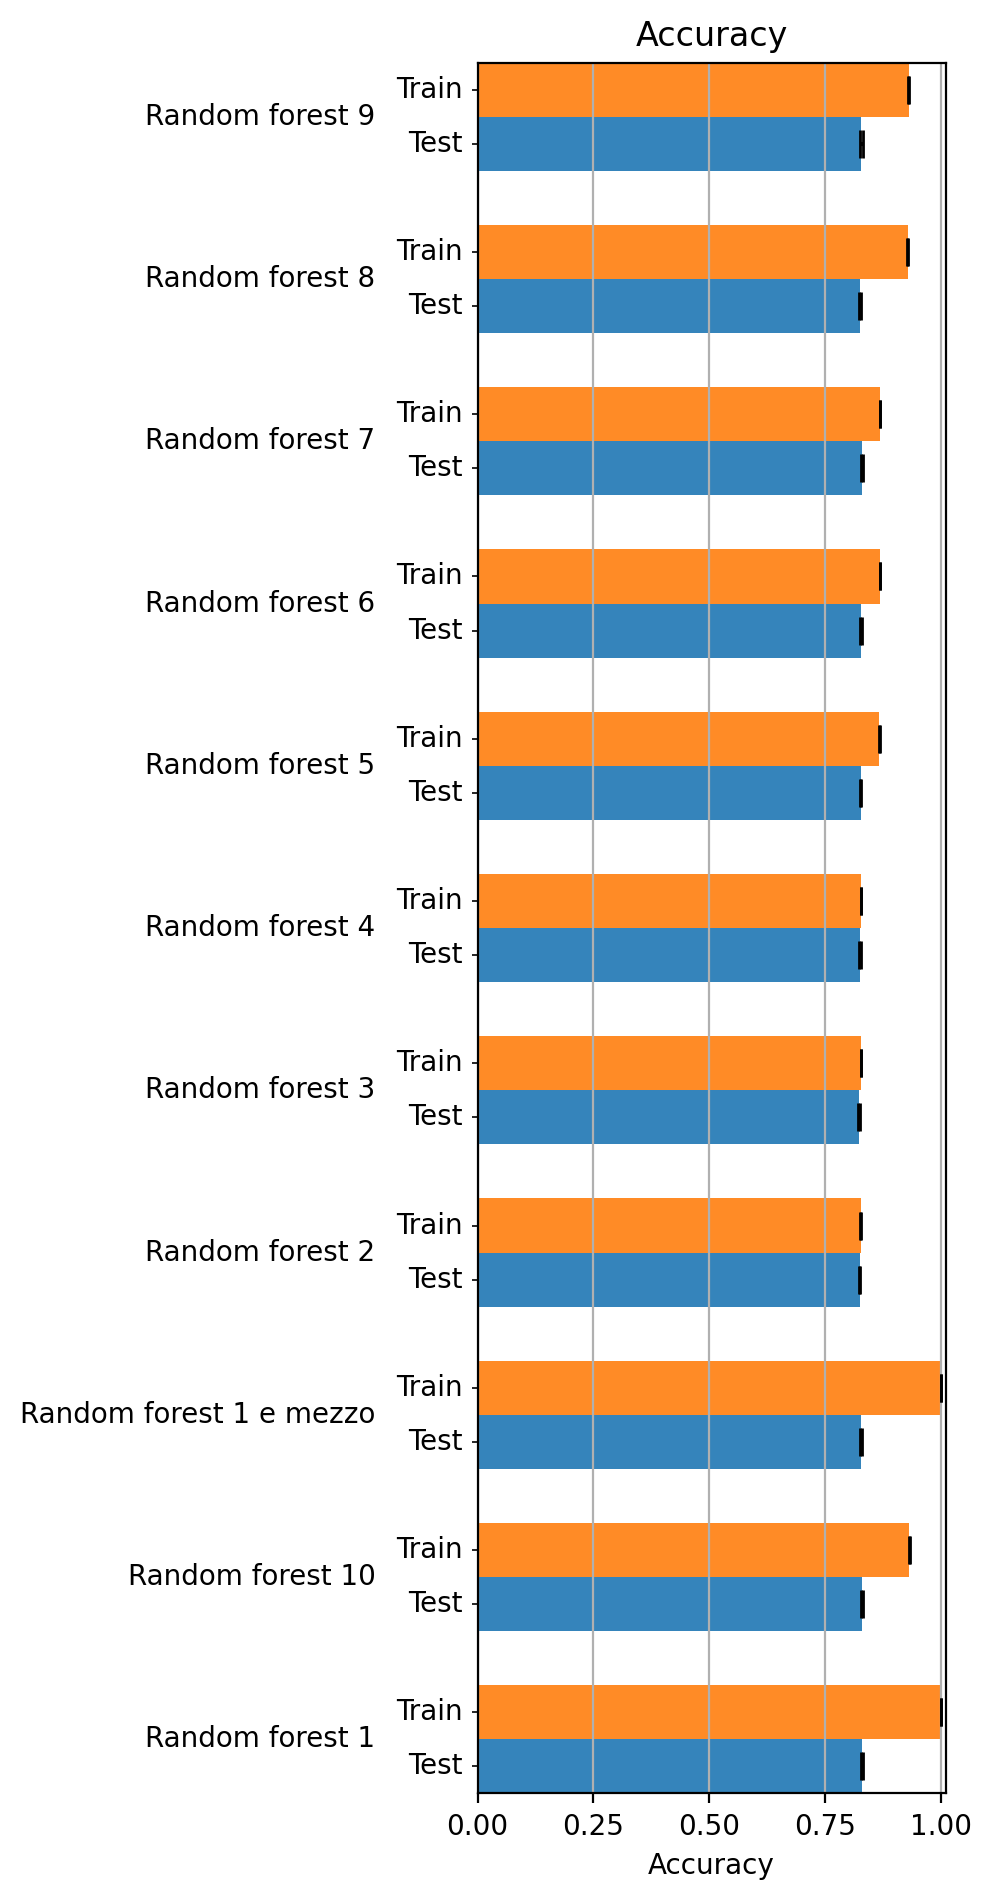 Accuracy
Train
Random forest 9
Test
Train
Random forest 8
Test
Train
Random forest 7
Test
Train
Random forest 6
Test
Train
Random forest 5
Test
Train
Random forest 4
Test
Train
Random forest 3
Test
Train
Random forest 2
Test
Train
Random forest 1 e mezzo
Test
Train
Random forest 10
Test
Train
Random forest 1
Test
0.00 0.25 0.50 0.75 1.00
Accuracy